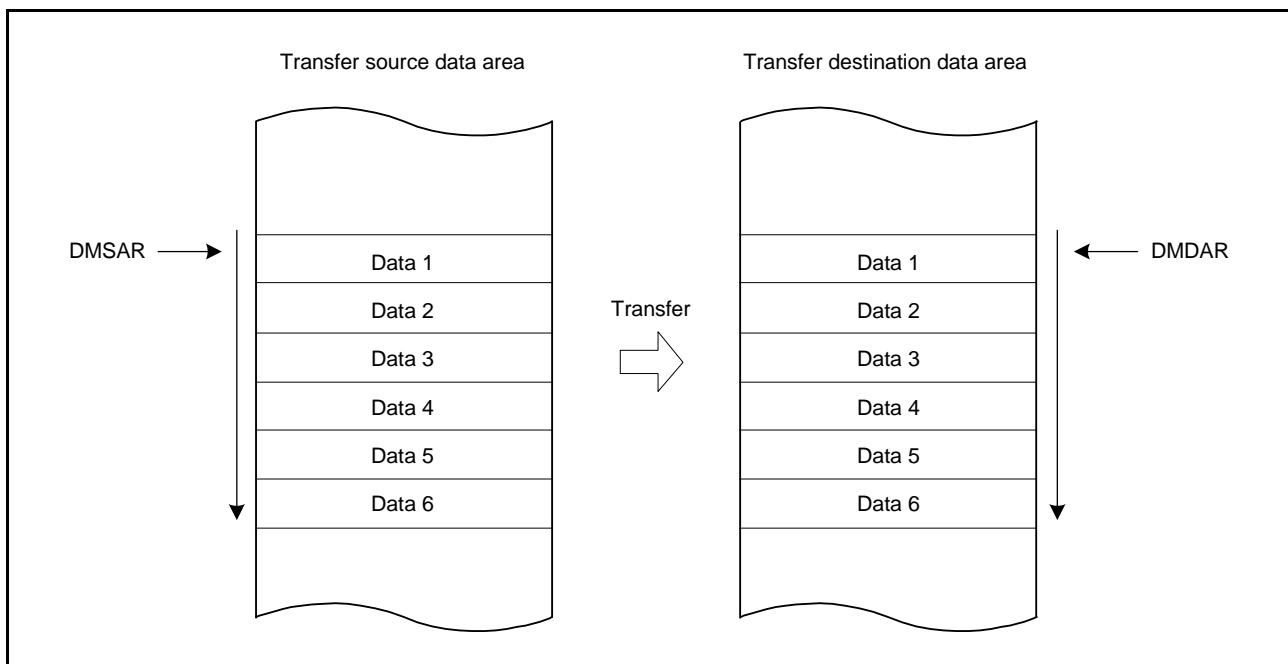 Transfer source data area
Transfer destination data area
DMSAR
DMDAR
Data 1
Data 1
Data 2
Transfer
Data 2
Data 3
Data 3
Data 4
Data 4
Data 5
Data 5
Data 6
Data 6